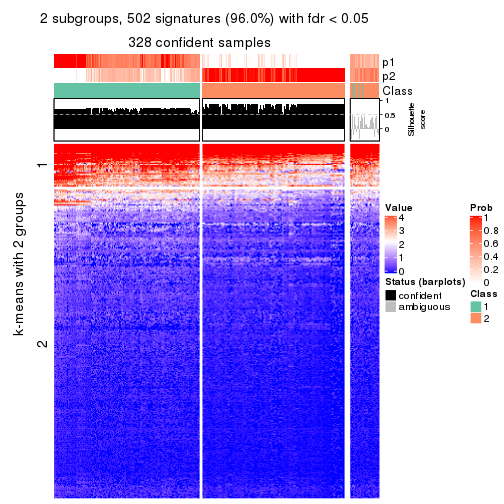 2 subgroups, 502 signatures (96.0%) with fdr < 0.05
328 confident samples
p1
p2
Class
1
0.5
0
Silhouette
score
k-means with 2 groups
1
2
Value
4
3
2
1
0
Status (barplots)
confident
ambiguous
Prob
1
0.8
0.6
0.4
0.2
0
Class
1
2